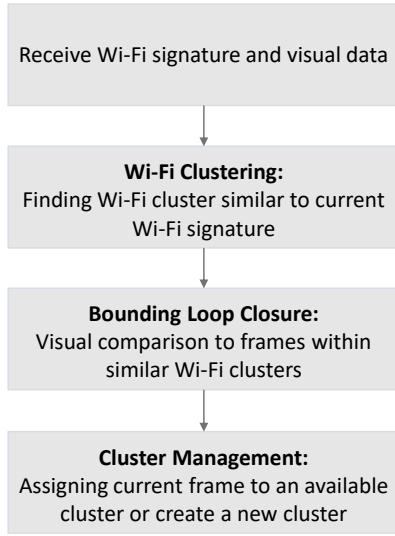 Receive Wi-Fi signature and visual data
Wi-Fi Clustering:
Finding Wi-Fi cluster similar to current
Wi-Fi signature
Bounding Loop Closure:
Visual comparison to frames within
similar Wi-Fi clusters
Cluster Management:
Assigning current frame to an available
cluster or create a new cluster